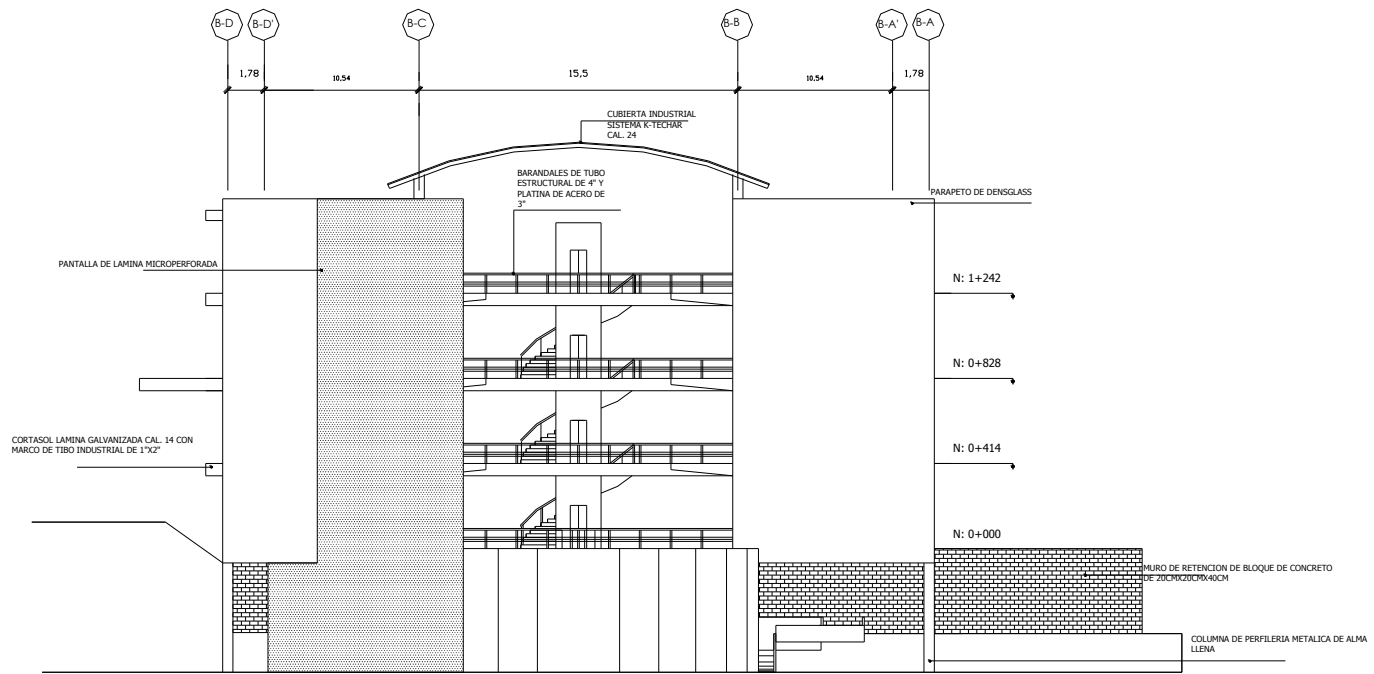 B-D
B-D'
B-C
B-B
B-A'
B-A
1,78
10,54
15,5
10,54
1,78
CUBIERTA INDUSTRIAL
SISTEMA K-TECHAR
CAL. 24
BARANDALES DE TUBO
ESTRUCTURAL DE 4" Y
PLATINA DE ACERO DE
3"
PARAPETO DE DENSGLASS
PANTALLA DE LAMINA MICROPERFORADA
N: 1+242
N: 0+828
CORTASOL LAMINA GALVANIZADA CAL. 14 CON
MARCO DE TIBO INDUSTRIAL DE 1"X2"
N: 0+414
N: 0+000
MURO DE RETENCION DE BLOQUE DE CONCRETO
DE 20CMX20CMX40CM
COLUMNA DE PERFILERIA METALICA DE ALMA
LLENA